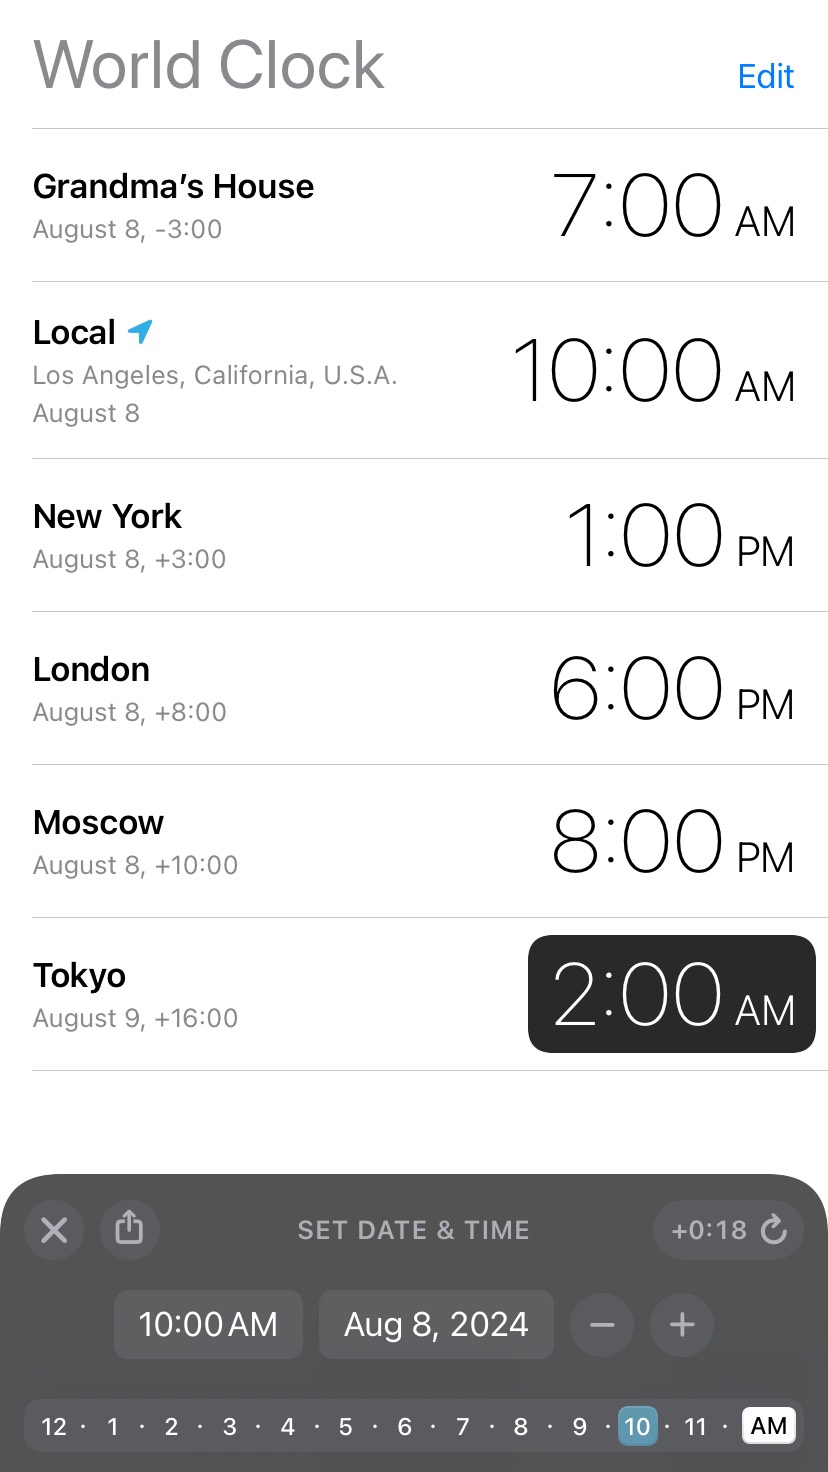 World Clock
Edit
Grandma’s House
August 8, -3:00
7:00 AM
Local
Los Angeles, California, U.S.A.
August 8
10:00 AM
New York
August 8, +3:00
1:00 PM
London
August 8, +8:00
6:00 PM
Moscow
August 8, +10:00
8:00 PM
Tokyo
August 9, +16:00
2:00 AM
SET DATE & TIME
+0:18
10:00 AM
Aug 8, 2024
12 · 1 · 2 · 3 · 4 · 5 · 6 · 7 · 8 · 9 · 10 · 11 · AM